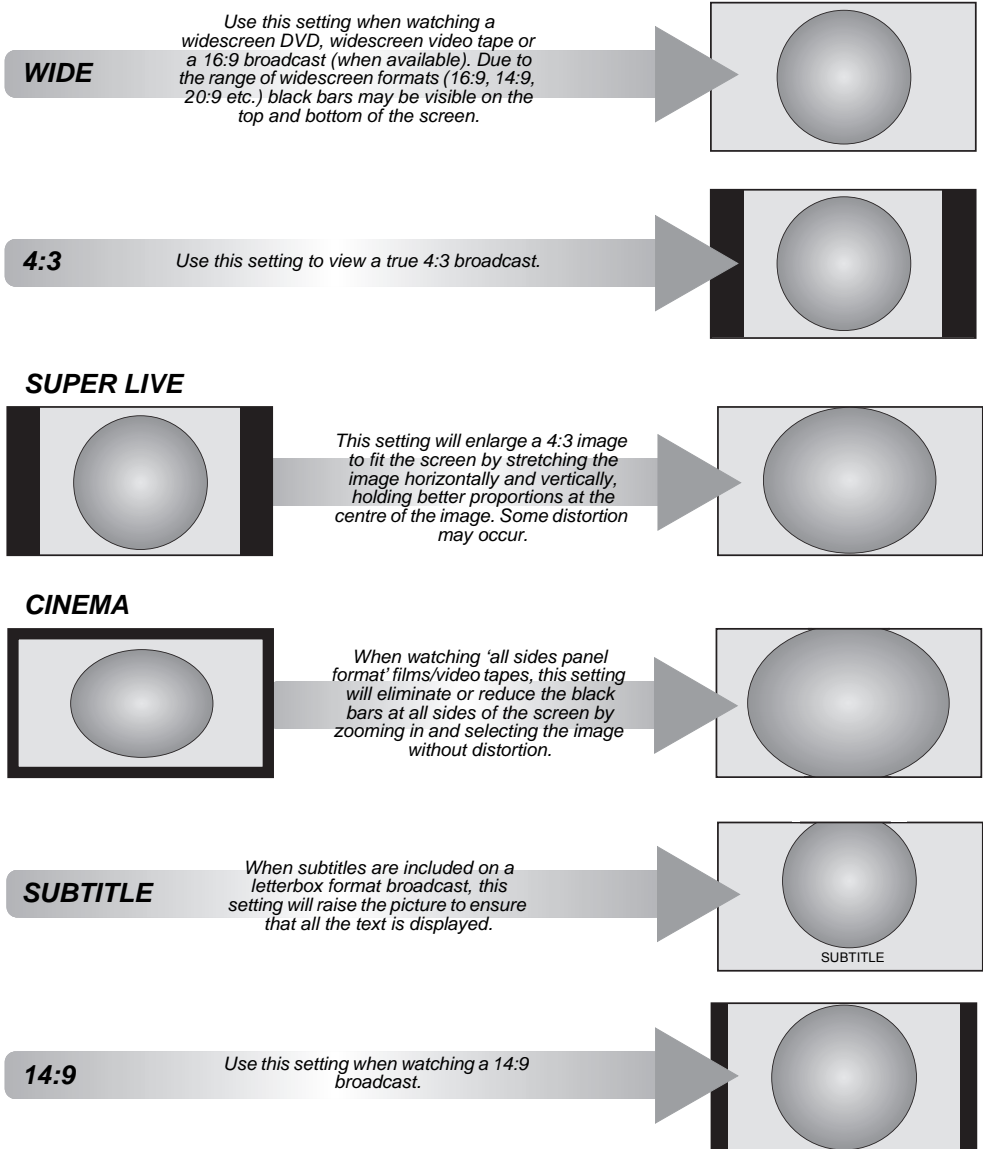 Use this setting when watching a
widescreen DVD, widescreen video tape or
a 16:9 broadcast (when available). Due to
the range of widescreen formats (16:9, 14:9,
20:9 etc.) black bars may be visible on the
top and bottom of the screen.
WIDE
4:3
Use this setting to view a true 4:3 broadcast.
SUPER LIVE
This setting will enlarge a 4:3 image
to fit the screen by stretching the
image horizontally and vertically,
holding better proportions at the
centre of the image. Some distortion
may occur.
CINEMA
When watching ‘all sides panel
format’ films/video tapes, this setting
will eliminate or reduce the black
bars at all sides of the screen by
zooming in and selecting the image
without distortion.
SUBTITLE
When subtitles are included on a
letterbox format broadcast, this
setting will raise the picture to ensure
that all the text is displayed.
SUBTITLE
14:9
Use this setting when watching a 14:9
broadcast.